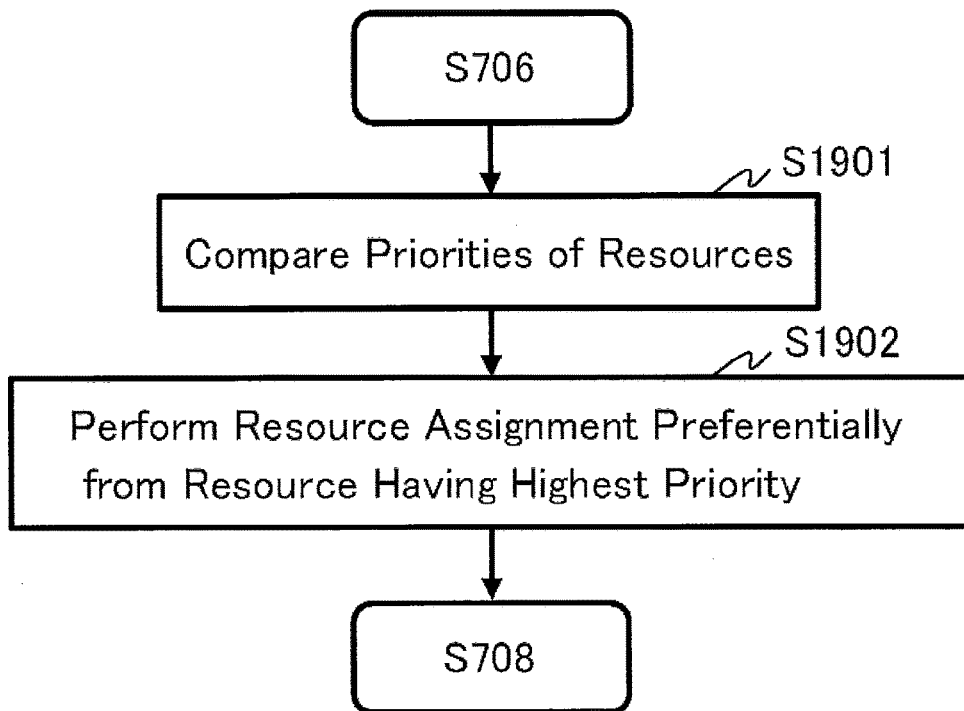 S706
S1901
Compare Priorities of Resources
S1902
Perform Resource Assignment Preferentially
from Resource Having Highest Priority
S708